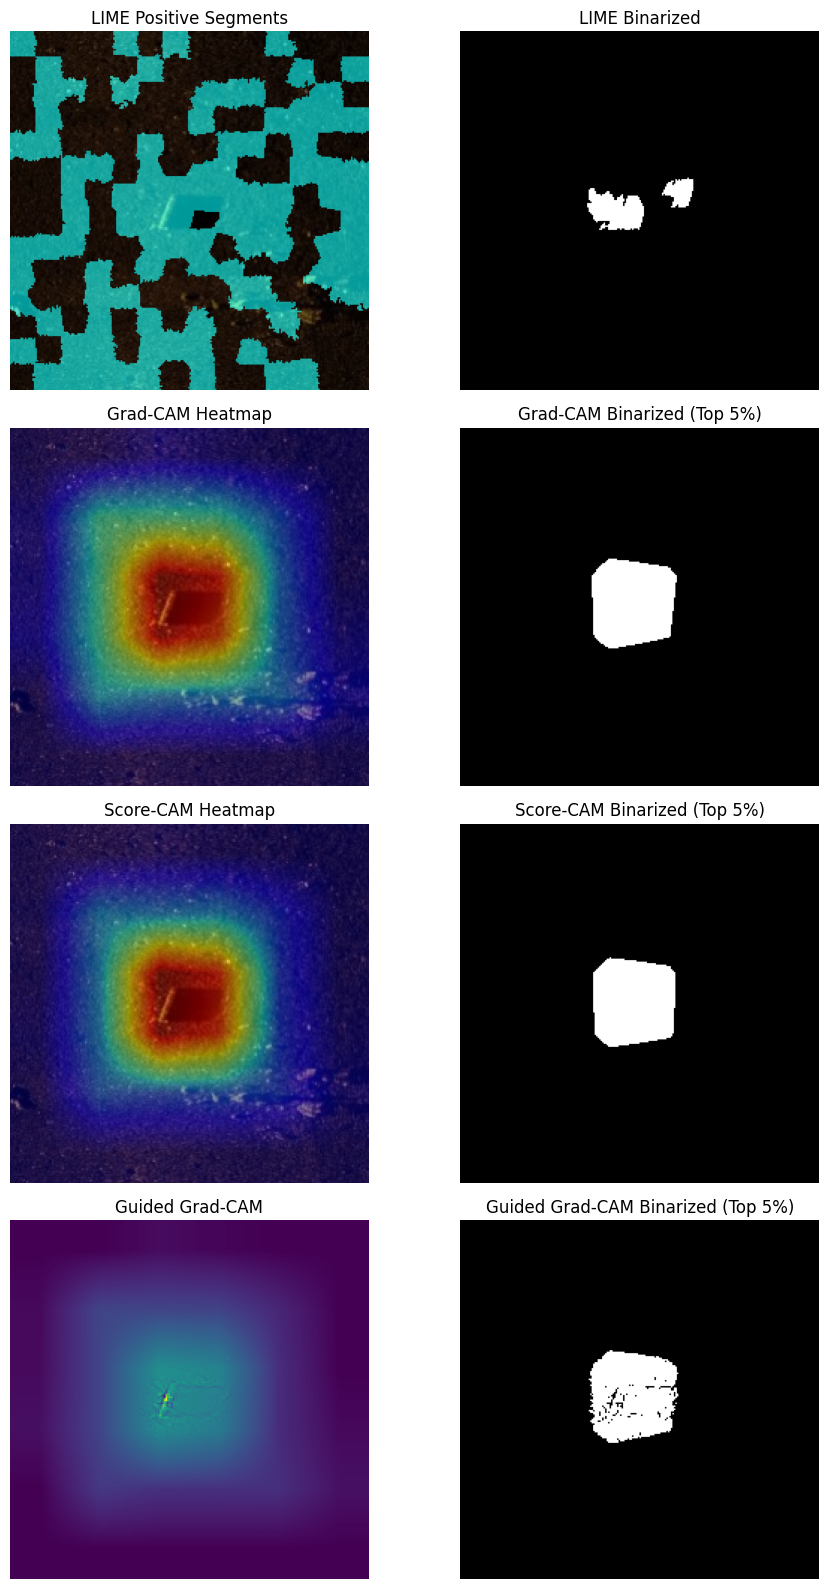 LIME Positive Segments
LIME Binarized
Grad-CAM Heatmap
Grad-CAM Binarized (Top 5%)
Score-CAM Heatmap
Score-CAM Binarized (Top 5%)
Guided Grad-CAM
Guided Grad-CAM Binarized (Top 5%)